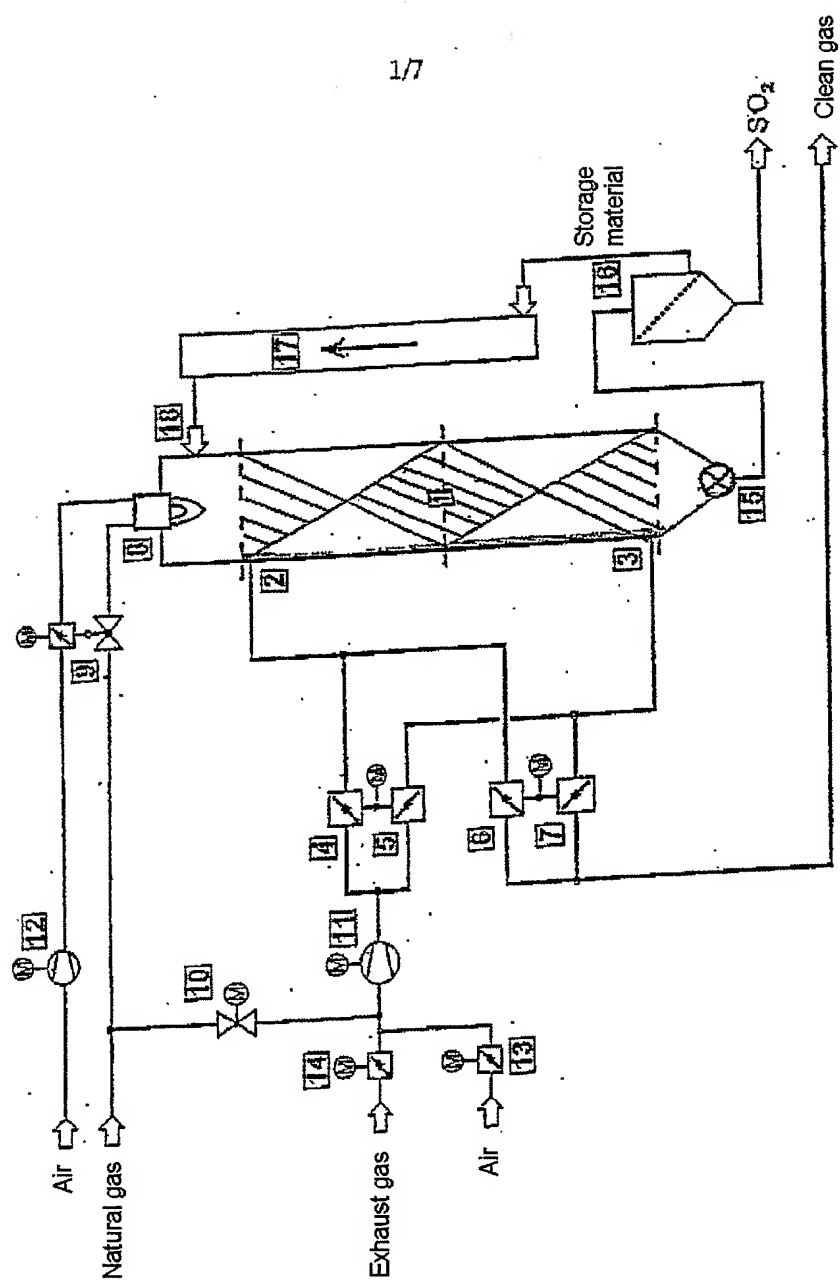 1/7
Air
Natural gas
Exhaust gas
Air
12
M
M
9
8
18
17
10
M
14
M
11
M
13
M
4
5
M
6
7
M
2
1
3
15
16
Storage
material
SO₂
Clean gas